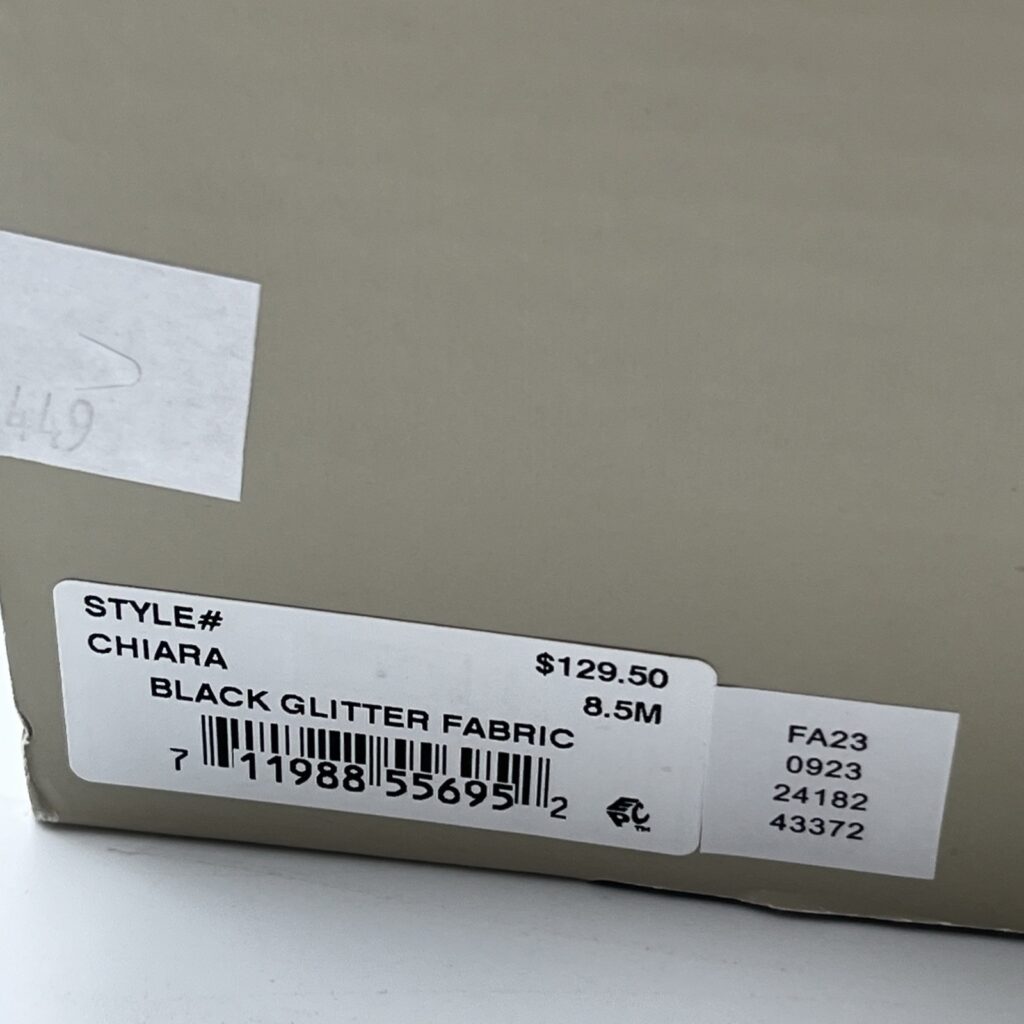 449
STYLE#
CHIARA
$129.50
BLACK GLITTER FABRIC
8.5M
7 11988 55695 2
FA23
0923
24182
43372